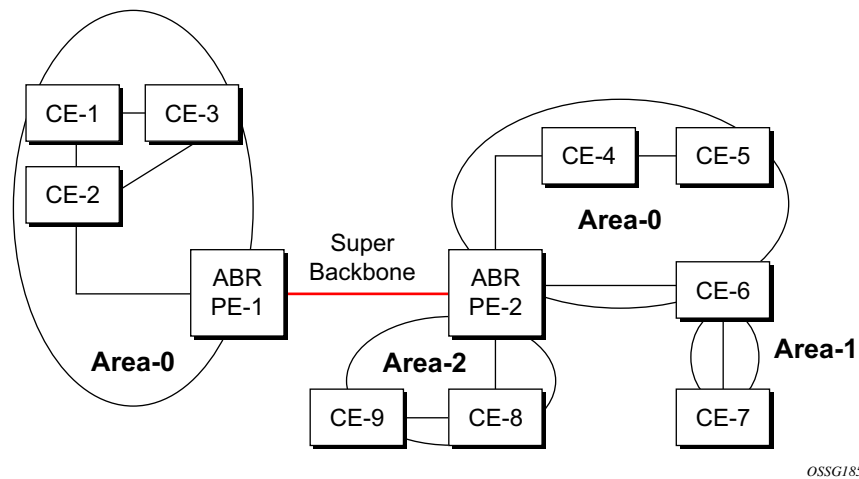 CE-1
CE-3
CE-2
ABR
PE-1
Area-0
Super
Backbone
CE-4
CE-5
Area-0
ABR
PE-2
CE-6
Area-2
Area-1
CE-9
CE-8
CE-7
OSSG185